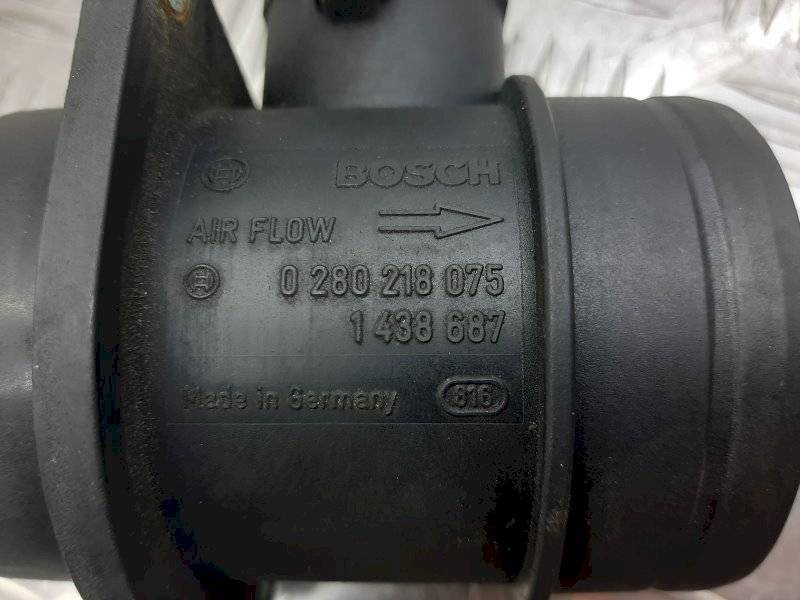 BOSCH
AIR FLOW
0 280 218 075
1 438 687
Made in Germany 816